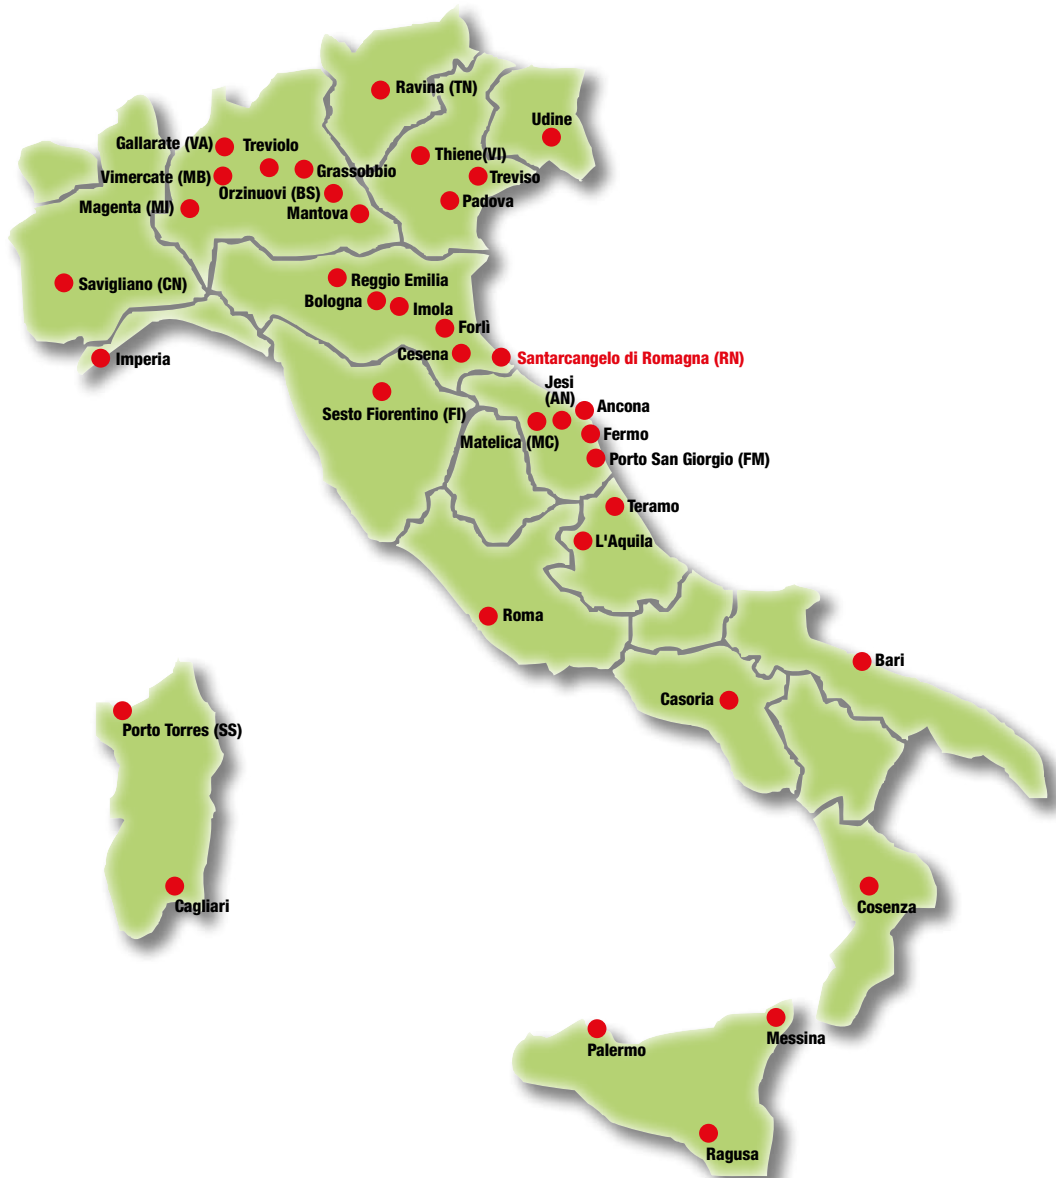 Ravina (TN)
Udine
Gallarate (VA)
Treviolo
Thiene(VI)
Vimercate (MB)
Grassobbio
Treviso
Orzinuovi (BS)
Padova
Magenta (MI)
Mantova
Savigliano (CN)
Reggio Emilia
Bologna
Imola
Forlì
Cesena
Santarcangelo di Romagna (RN)
Imperia
Jesi
(AN)
Ancona
Sesto Fiorentino (FI)
Fermo
Matelica (MC)
Porto San Giorgio (FM)
Teramo
L'Aquila
Roma
Bari
Casoria
Porto Torres (SS)
Cagliari
Cosenza
Messina
Palermo
Ragusa